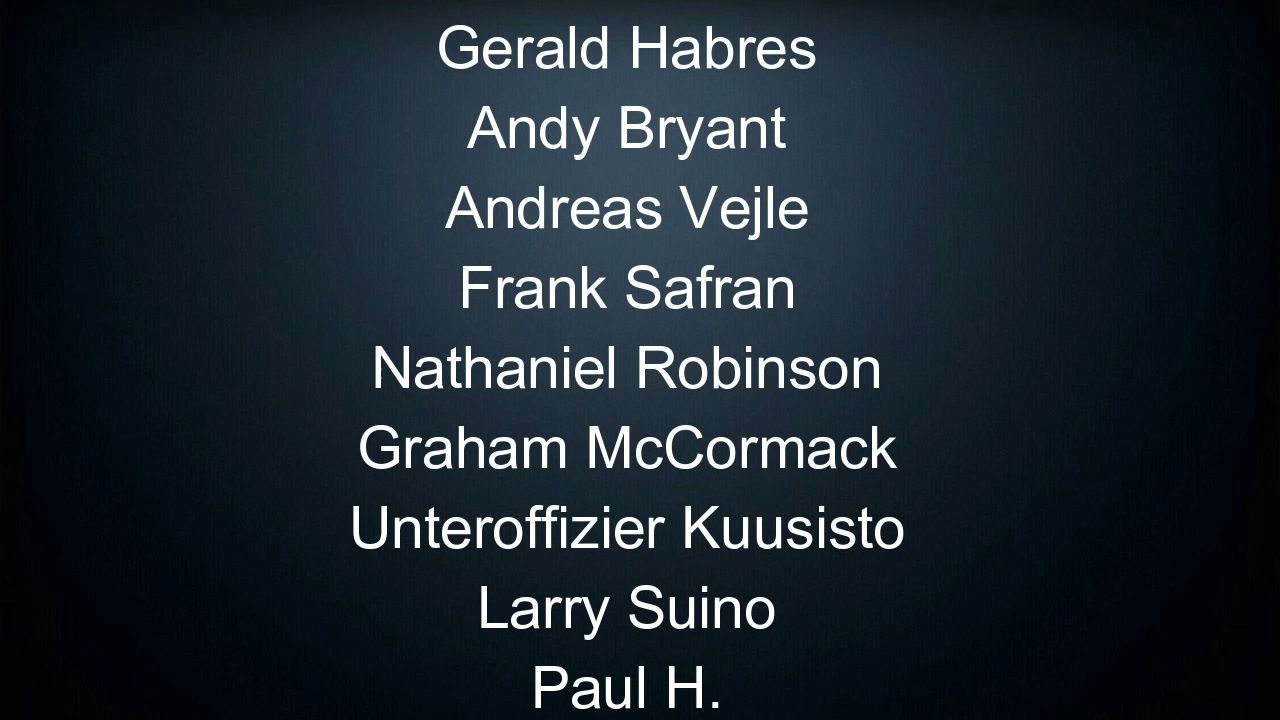 Gerald Habres
Andy Bryant
Andreas Vejle
Frank Safran
Nathaniel Robinson
Graham McCormack
Unteroffizier Kuusisto
Larry Suino
Paul H.